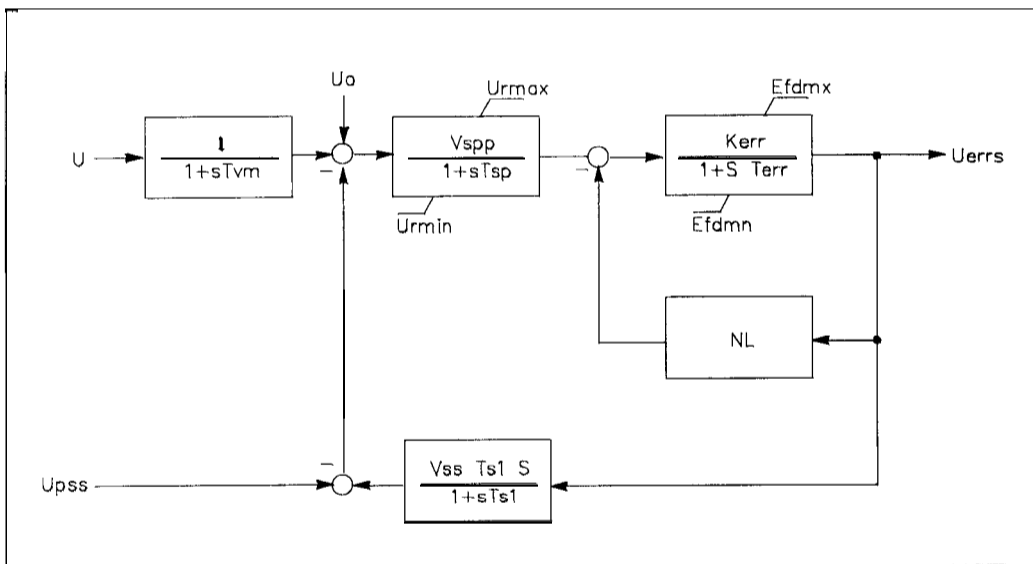 Uo
Urmax
Efdmx
U
1
1+sTvm
−
Vspp
1+sTsp
−
Kerr
1+S Terr
Uerrs
Urmin
Efdmn
NL
−
Upss
Vss Ts1 S
1+sTs1